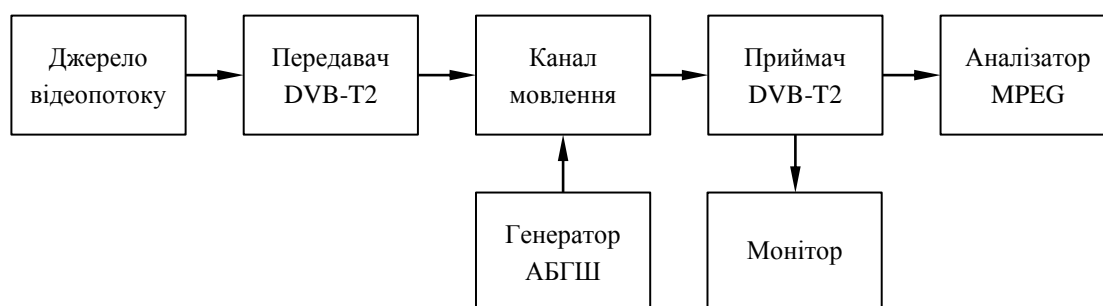 Джерело
відеопотоку
Передавач
DVB-T2
Канал
мовлення
Приймач
DVB-T2
Аналізатор
MPEG
Генератор
АБГШ
Монітор